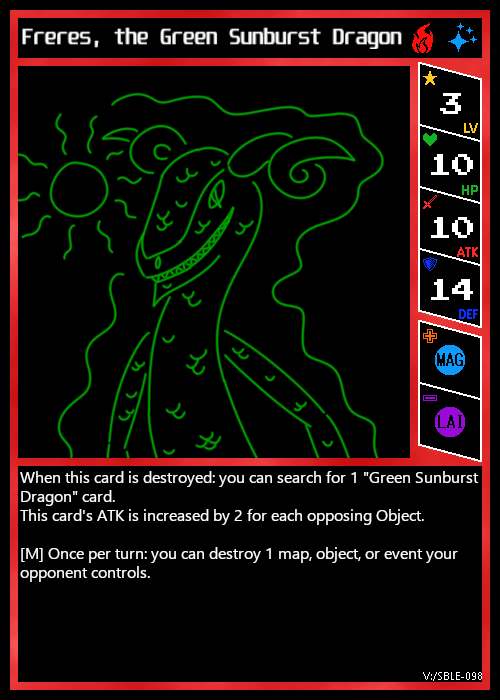 Freres, the Green Sunburst Dragon
3
LV
10
HP
10
ATK
14
DEF
MAG
LAI
When this card is destroyed: you can search for 1 "Green Sunburst
Dragon" card.
This card's ATK is increased by 2 for each opposing Object.
[M] Once per turn: you can destroy 1 map, object, or event your
opponent controls.
V:/SBLE-098